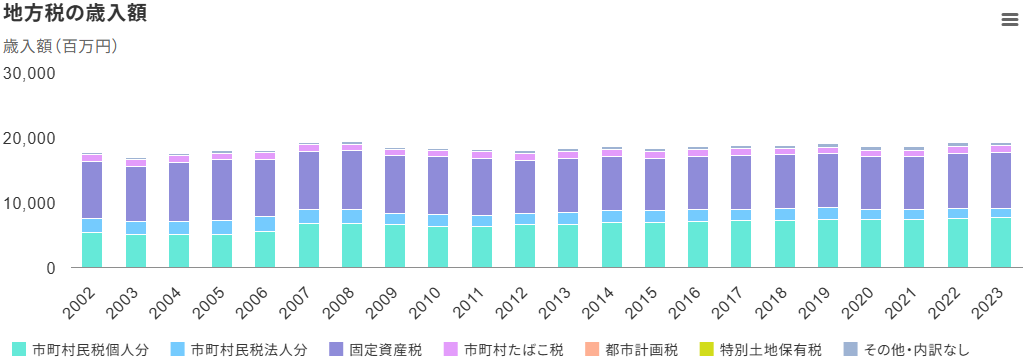 地方税の歳入額
歳入額（百万円）
30,000
20,000
10,000
0
2002 2003 2004 2005 2006 2007 2008 2009 2010 2011 2012 2013 2014 2015 2016 2017 2018 2019 2020 2021 2022 2023
市町村民税個人分 市町村民税法人分 固定資産税 市町村たばこ税 都市計画税 特別土地保有税 その他・内訳なし